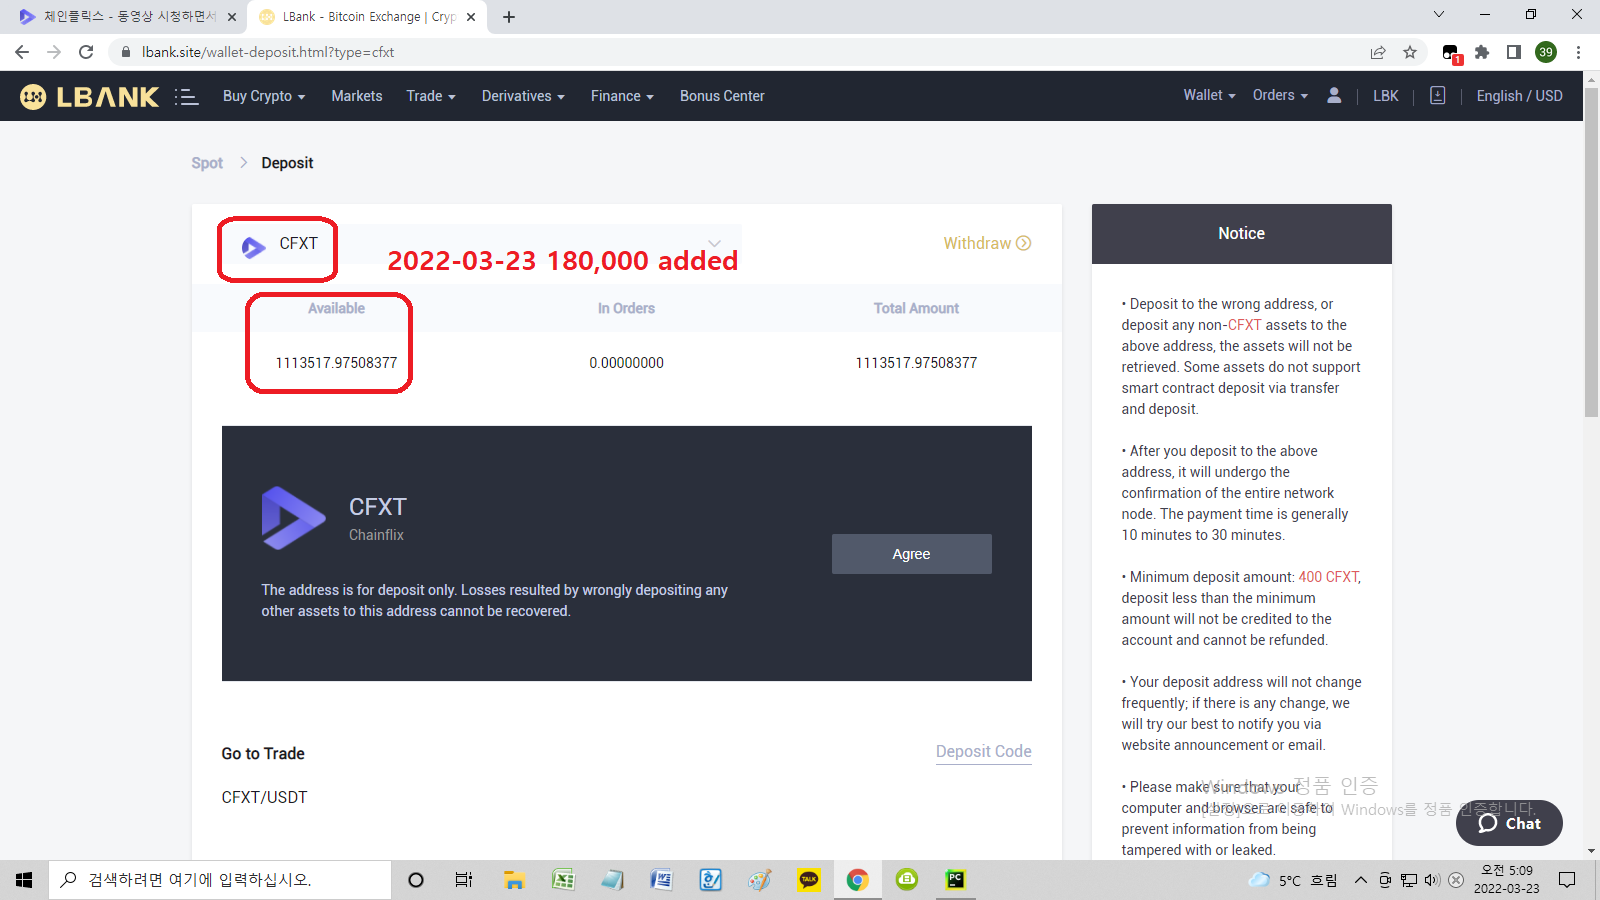 체인플릭스 - 동영상 시청하면서
LBank - Bitcoin Exchange | Cryp
lbank.site/wallet-deposit.html?type=cfxt
1
39
LBANK
Buy Crypto
Markets
Trade
Derivatives
Finance
Bonus Center
Wallet
Orders
LBK
English / USD
Spot > Deposit
CFXT
2022-03-23 180,000 added
Withdraw
Available
In Orders
Total Amount
1113517.97508377
0.00000000
1113517.97508377
CFXT
Chainflix
Agree
The address is for deposit only. Losses resulted by wrongly depositing any
other assets to this address cannot be recovered.
Go to Trade
Deposit Code
CFXT/USDT
Notice
• Deposit to the wrong address, or
deposit any non-CFXT assets to the
above address, the assets will not be
retrieved. Some assets do not support
smart contract deposit via transfer
and deposit.
• After you deposit to the above
address, it will undergo the
confirmation of the entire network
node. The payment time is generally
10 minutes to 30 minutes.
• Minimum deposit amount: 400 CFXT,
deposit less than the minimum
amount will not be credited to the
account and cannot be refunded.
• Your deposit address will not change
frequently; if there is any change, we
will try our best to notify you via
website announcement or email.
• Please make sure that your
computer and browser are safe to
prevent information from being
tampered with or leaked.
Windows 정품 인증
Windows를 정품 인증합니다.
Chat
검색하려면 여기에 입력하십시오.
TALK
PC
5°C 흐림
오전 5:09
2022-03-23